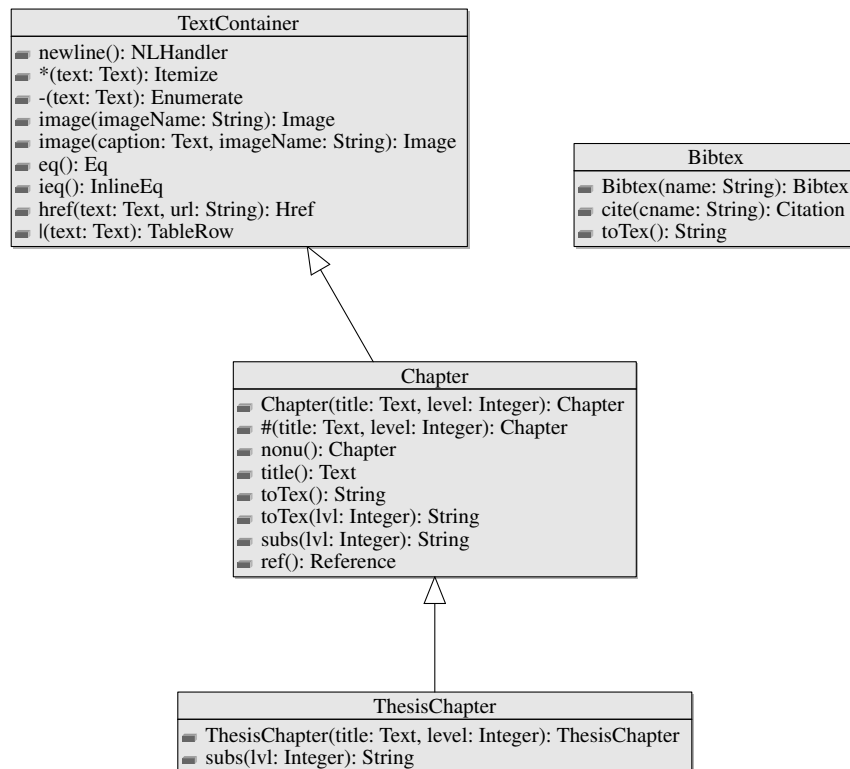 TextContainer
newline(): NLHandler
*(text: Text): Itemize
-(text: Text): Enumerate
image(imageName: String): Image
image(caption: Text, imageName: String): Image
eq(): Eq
ieq(): InlineEq
href(text: Text, url: String): Href
|(text: Text): TableRow
Bibtex
Bibtex(name: String): Bibtex
cite(cname: String): Citation
toTex(): String
Chapter
Chapter(title: Text, level: Integer): Chapter
#(title: Text, level: Integer): Chapter
nonu(): Chapter
title(): Text
toTex(): String
toTex(lvl: Integer): String
subs(lvl: Integer): String
ref(): Reference
ThesisChapter
ThesisChapter(title: Text, level: Integer): ThesisChapter
subs(lvl: Integer): String